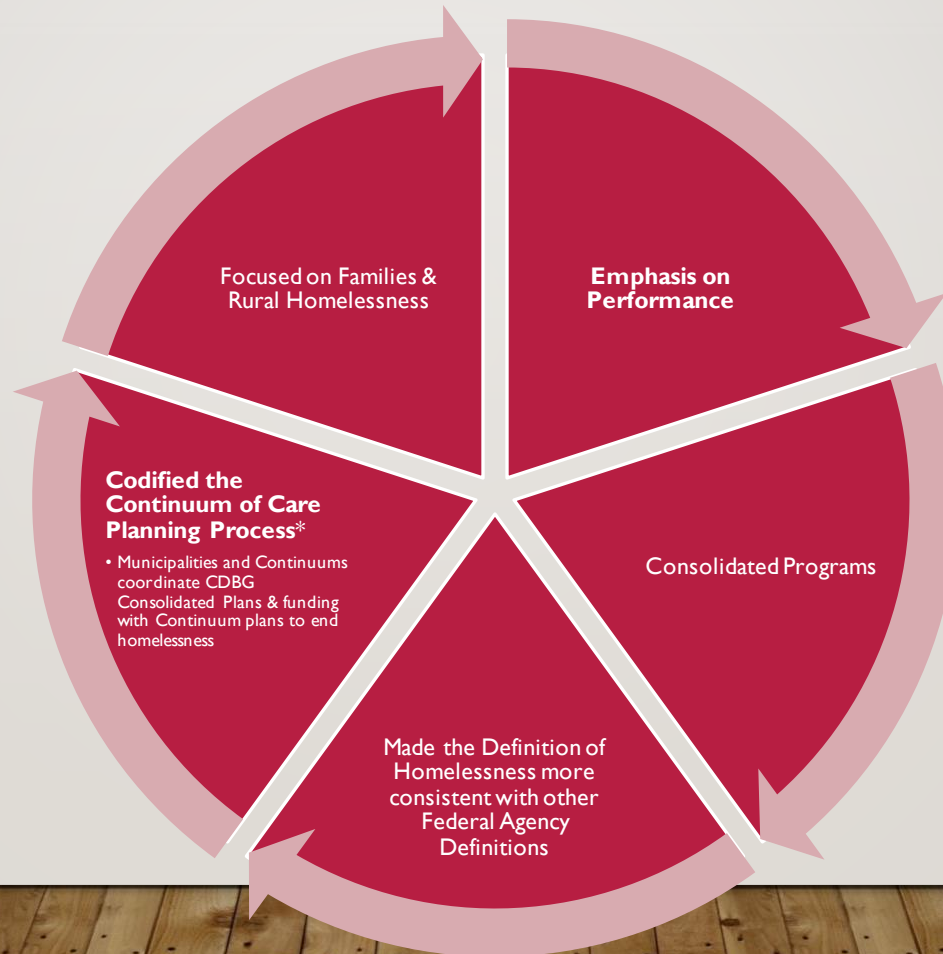 Focused on Families &
Rural Homelessness
Emphasis on
Performance
Codified the
Continuum of Care
Planning Process*
• Municipalities and Continuums
coordinate CDBG
Consolidated Plans & funding
with Continuum plans to end
homelessness
Consolidated Programs
Made the Definition of
Homelessness more
consistent with other
Federal Agency
Definitions